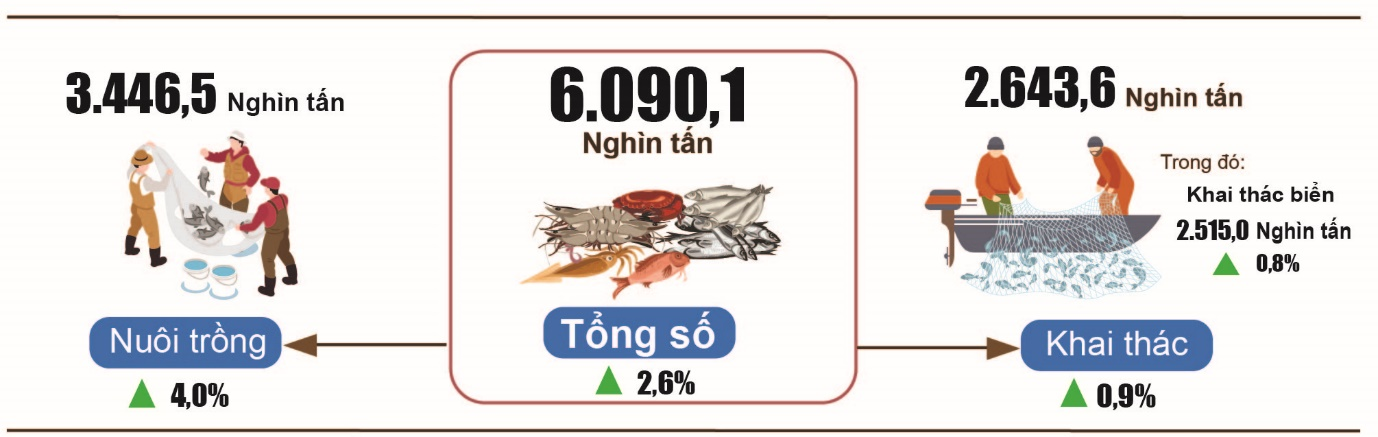 3.446,5 Nghìn tấn
Nuôi trồng
4,0%
6.090,1
Nghìn tấn
Tổng số
2,6%
2.643,6 Nghìn tấn
Trong đó:
Khai thác biển
2.515,0 Nghìn tấn
0,8%
Khai thác
0,9%